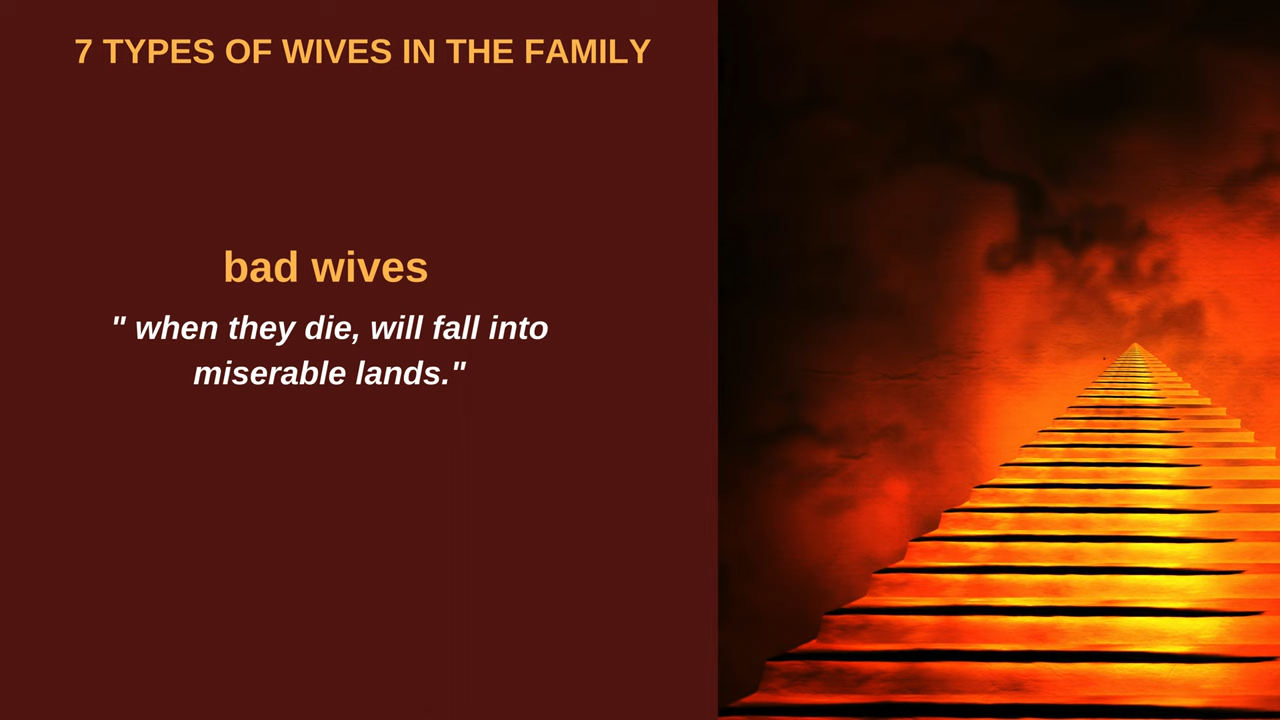 7 TYPES OF WIVES IN THE FAMILY
bad wives
" when they die, will fall into
miserable lands."